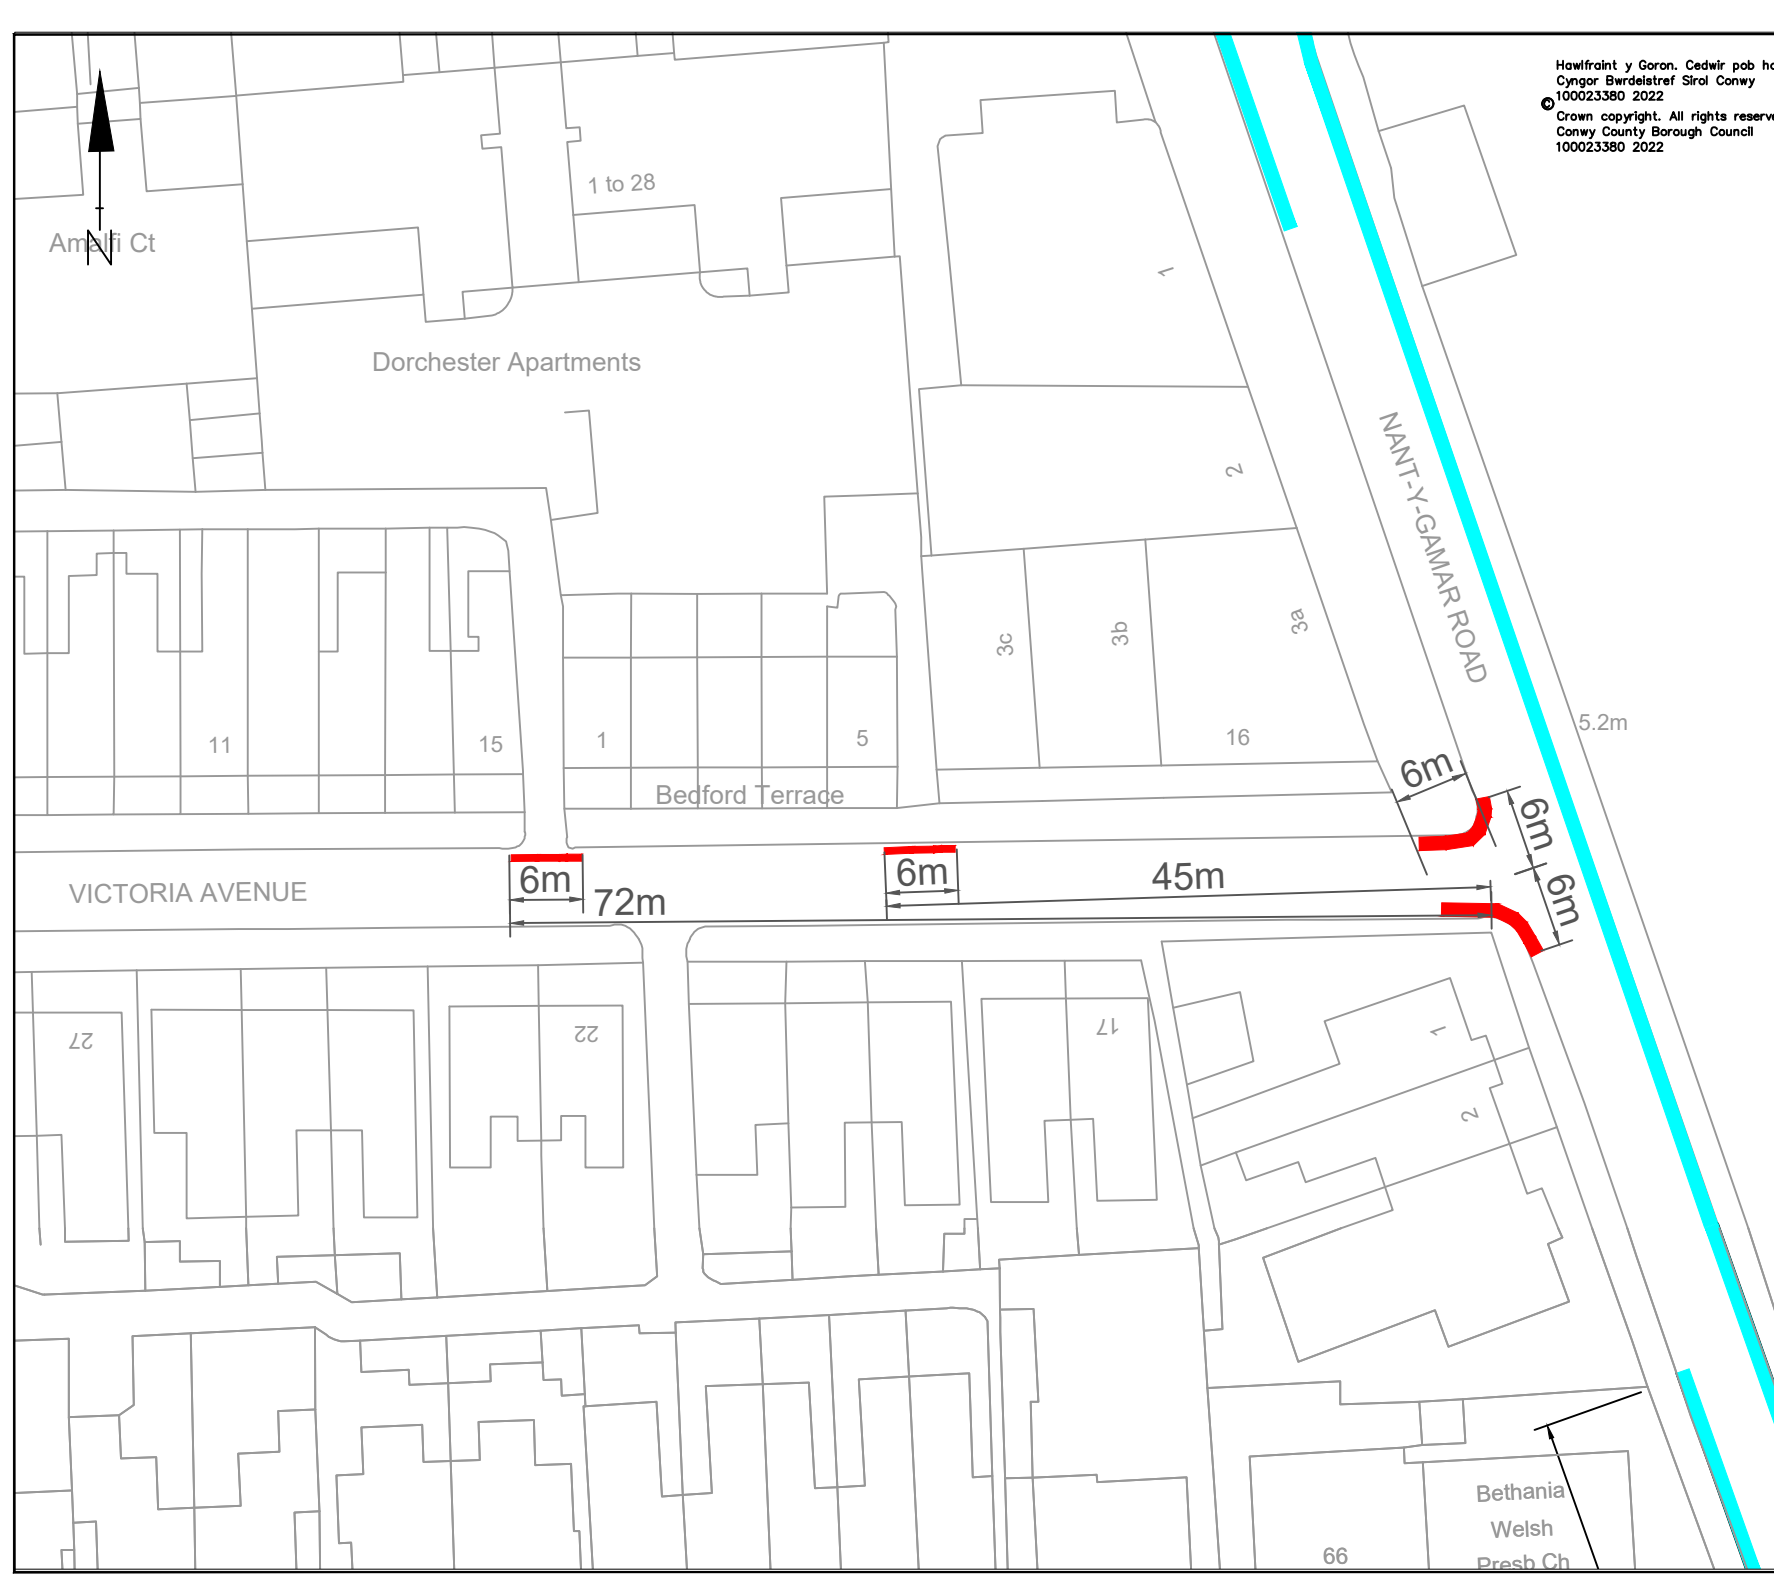 Hawlfraint y Goron. Cedwir pob
Cyngor Bwrdeistref Sirol Conwy
100023380 2022
©
Crown copyright. All rights
Conwy County Borough Council
100023380 2022
N
Amalfi Ct
1 to 28
1
Dorchester Apartments
2
NANT-Y-GAMAR ROAD
3c
3b
3a
5.2m
11
15
1
5
16
Bedford Terrace
6m
6m
6m
6m
6m
72m
45m
VICTORIA AVENUE
27
22
17
1
2
Bethania
Welsh
Presb Ch
66